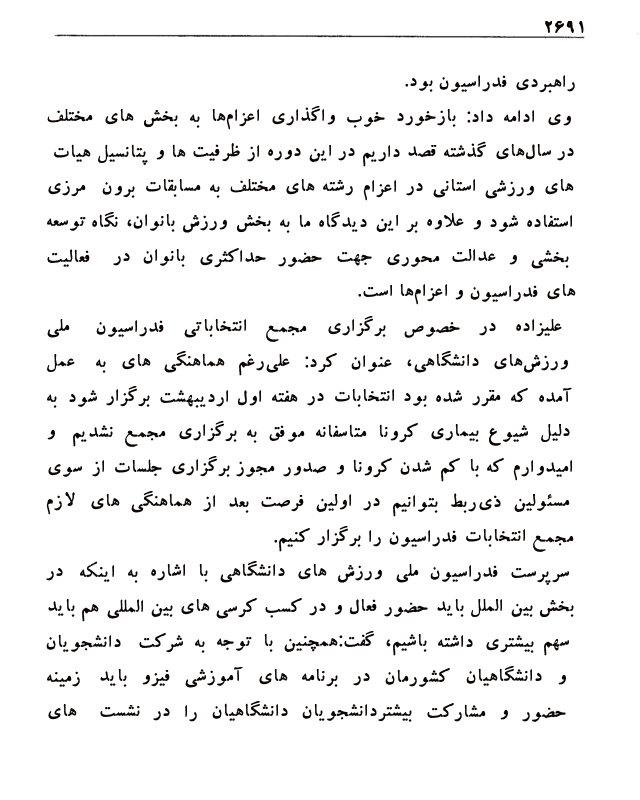 ۲۶۹۱
راهبردی فدراسیون بود.
وی ادامه داد: بازخورد خوب واگذاری اعزام‌ها به بخش های مختلف
در سال‌های گذشته قصد داریم در این دوره از ظرفیت ها و پتانسیل هیات
های ورزشی استانی در اعزام رشته های مختلف به مسابقات برون مرزی
استفاده شود و علاوه بر این دیدگاه ما به بخش ورزش بانوان، نگاه توسعه
بخشی و عدالت محوری جهت حضور حداکثری بانوان در فعالیت
های فدراسیون و اعزام‌ها است.
علیزاده در خصوص برگزاری مجمع انتخاباتی فدراسیون ملی
ورزش‌های دانشگاهی، عنوان کرد: علی‌رغم هماهنگی های به عمل
آمده که مقرر شده بود انتخابات در هفته اول اردیبهشت برگزار شود به
دلیل شیوع بیماری کرونا متاسفانه موفق به برگزاری مجمع نشدیم و
امیدوارم که با کم شدن کرونا و صدور مجوز برگزاری جلسات از سوی
مسئولین ذی‌ربط بتوانیم در اولین فرصت بعد از هماهنگی های لازم
مجمع انتخابات فدراسیون را برگزار کنیم.
سرپرست فدراسیون ملی ورزش های دانشگاهی با اشاره به اینکه در
بخش بین الملل باید حضور فعال و در کسب کرسی های بین المللی هم باید
سهم بیشتری داشته باشیم، گفت:همچنین با توجه به شرکت دانشجویان
و دانشگاهیان کشورمان در برنامه های آموزشی فیزو باید زمینه
حضور و مشارکت بیشتردانشجویان دانشگاهیان را در نشست های